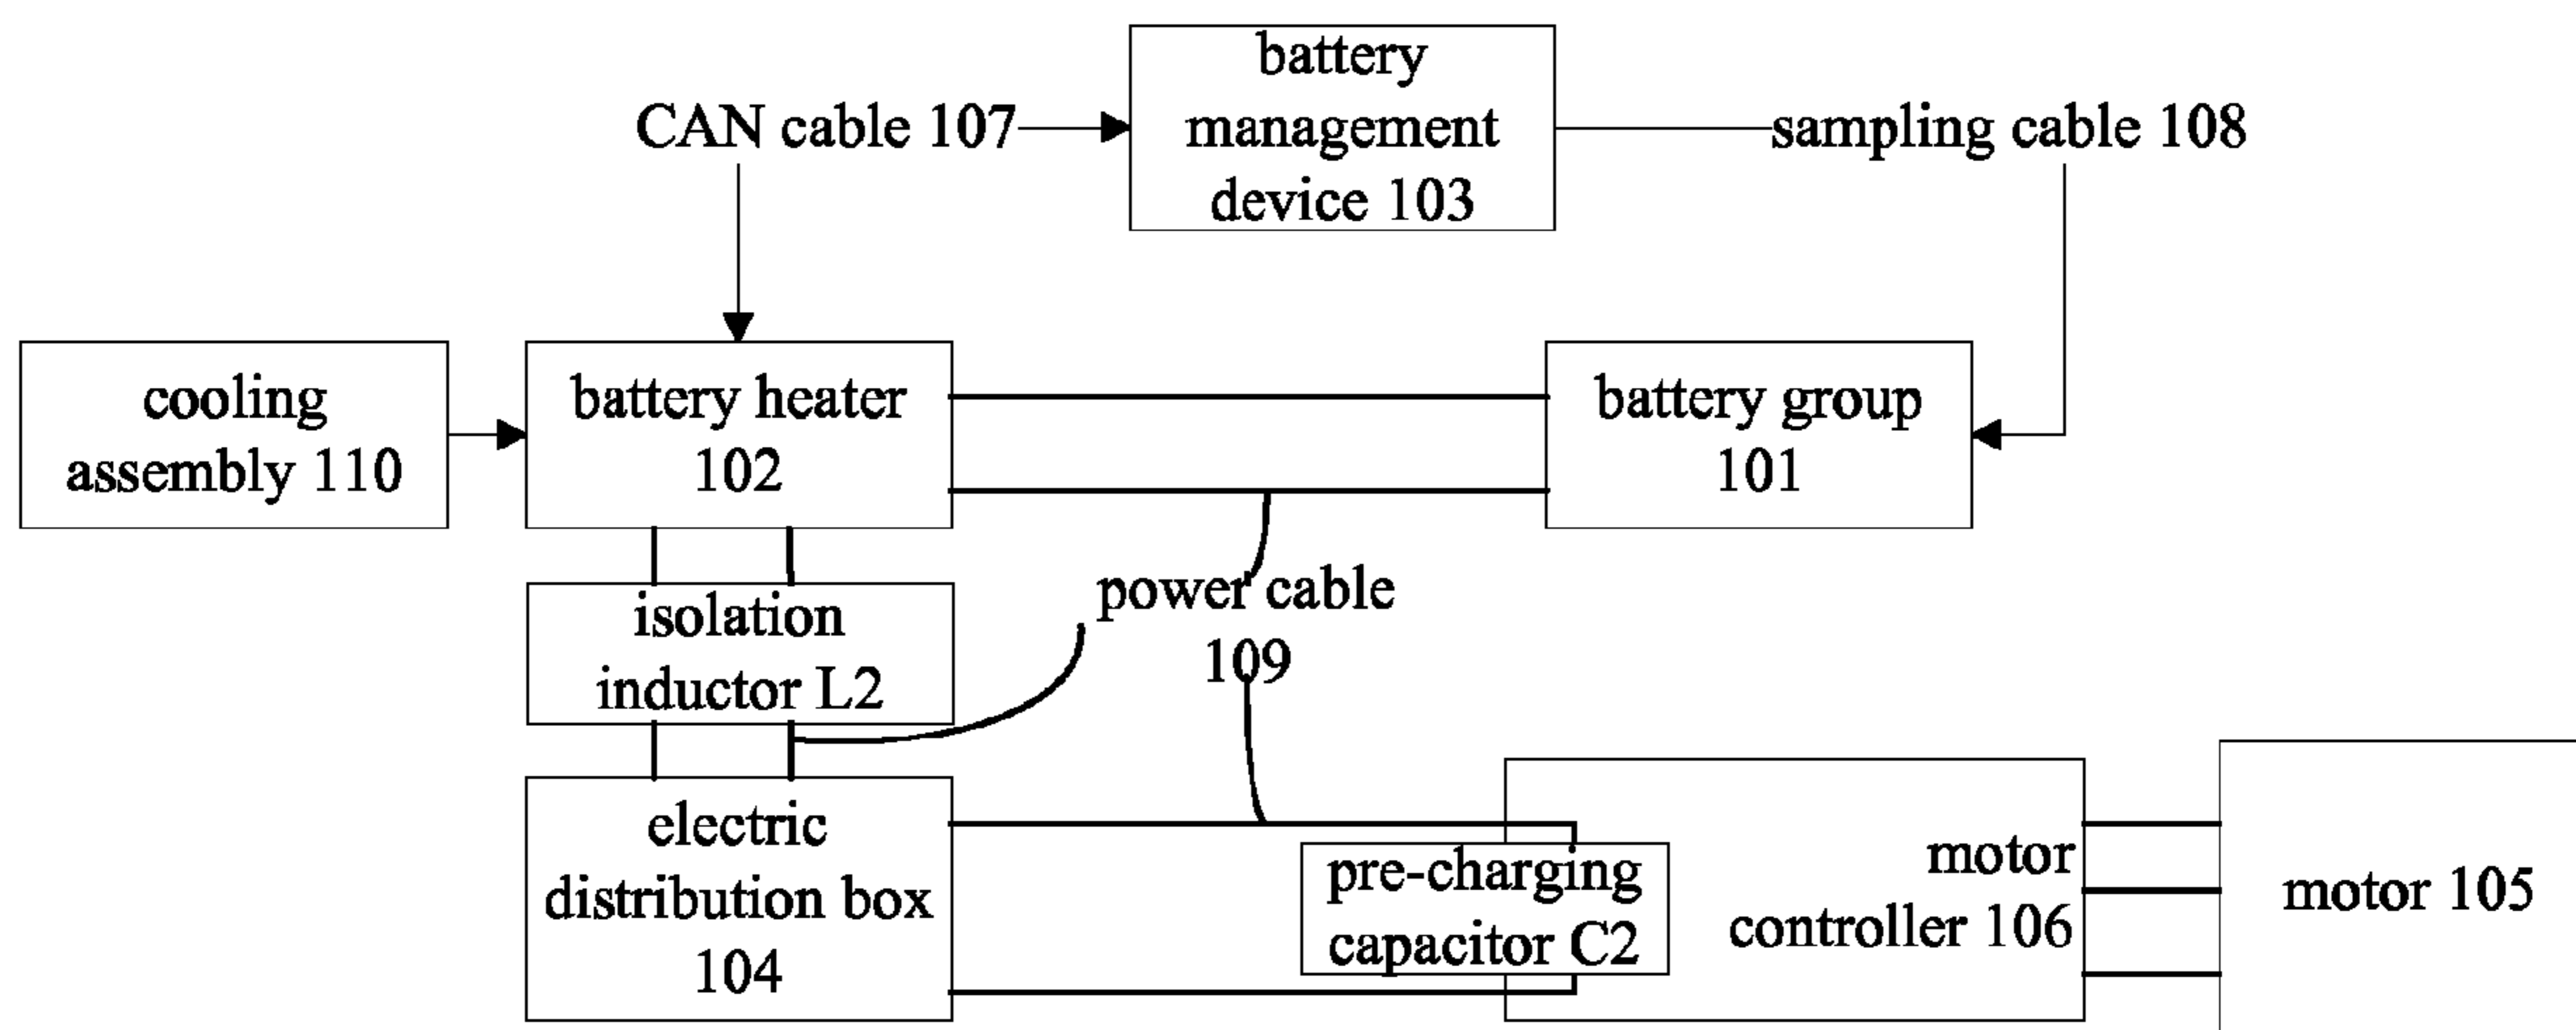 battery
management
device 103
CAN cable 107
sampling cable 108
cooling
assembly 110
battery heater
102
battery group
101
isolation
inductor L2
power cable
109
electric
distribution box
104
pre-charging
capacitor C2
motor
controller 106
motor 105